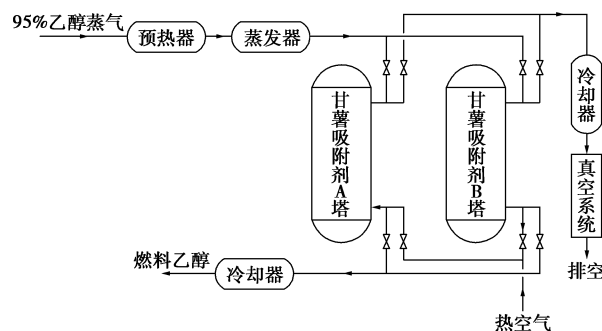 95%乙醇蒸气
预热器
蒸发器
冷却器
甘薯吸附剂A塔
甘薯吸附剂B塔
真空系统
排空
燃料乙醇
冷却器
热空气